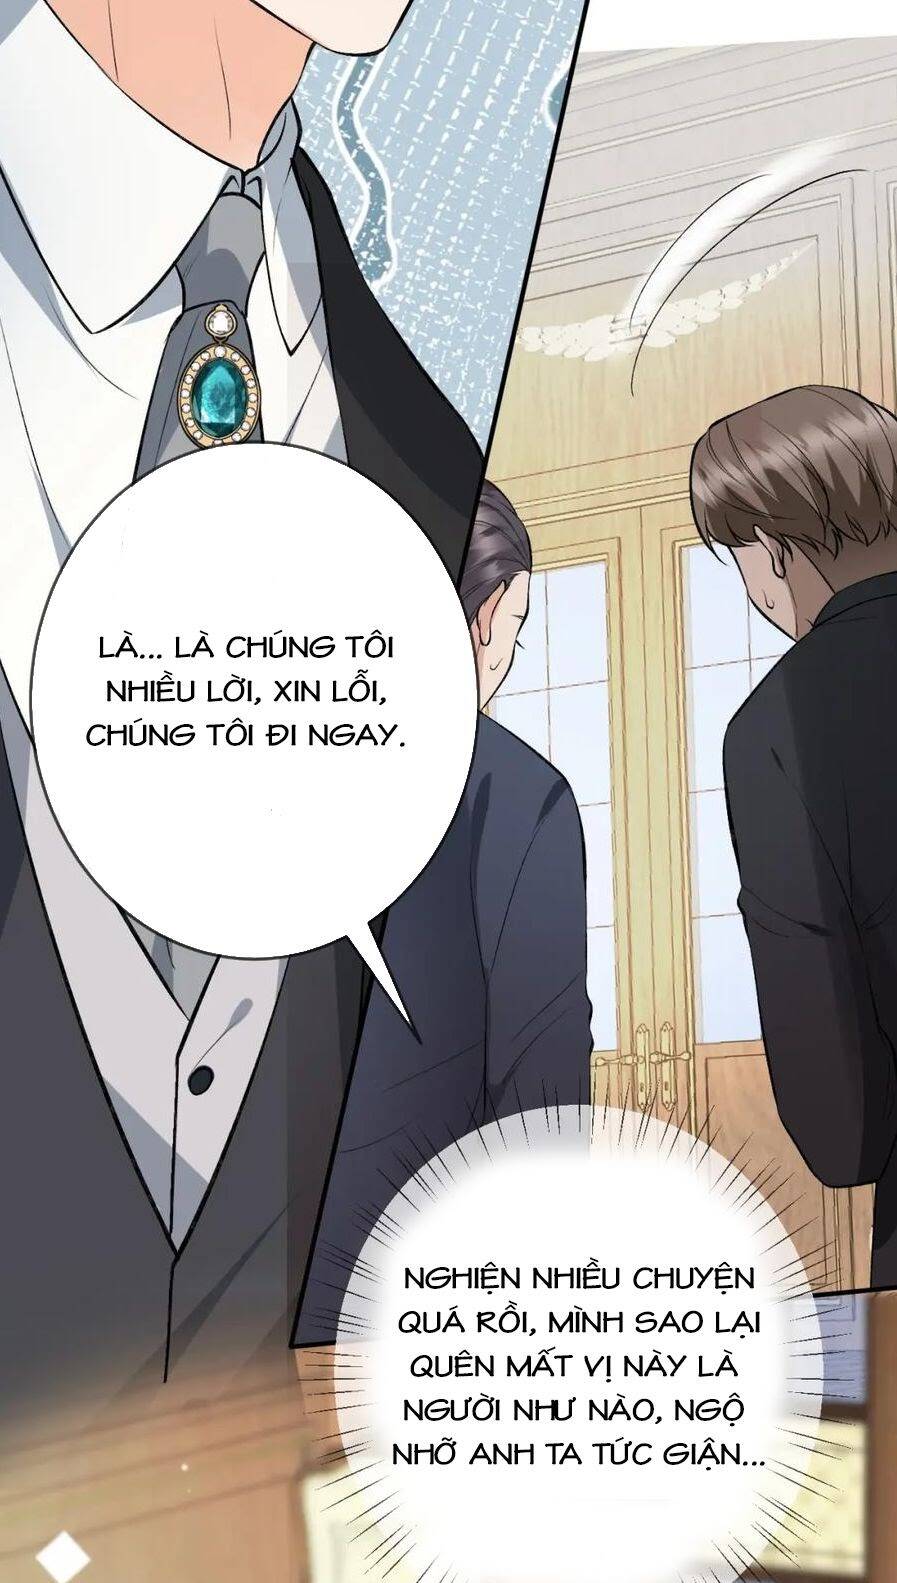 LÀ... LÀ CHÚNG TÔI
NHIỀU LỜI, XIN LỖI,
CHÚNG TÔI ĐI NGAY.
NGHIỆN NHIỀU CHUYỆN
QUÁ RỒI, MÌNH SAO LẠI
QUÊN MẤT VỊ NÀY LÀ
NGƯỜI NHƯ NÀO, NGỘ
NHỠ ANH TA TỨC GIẬN...